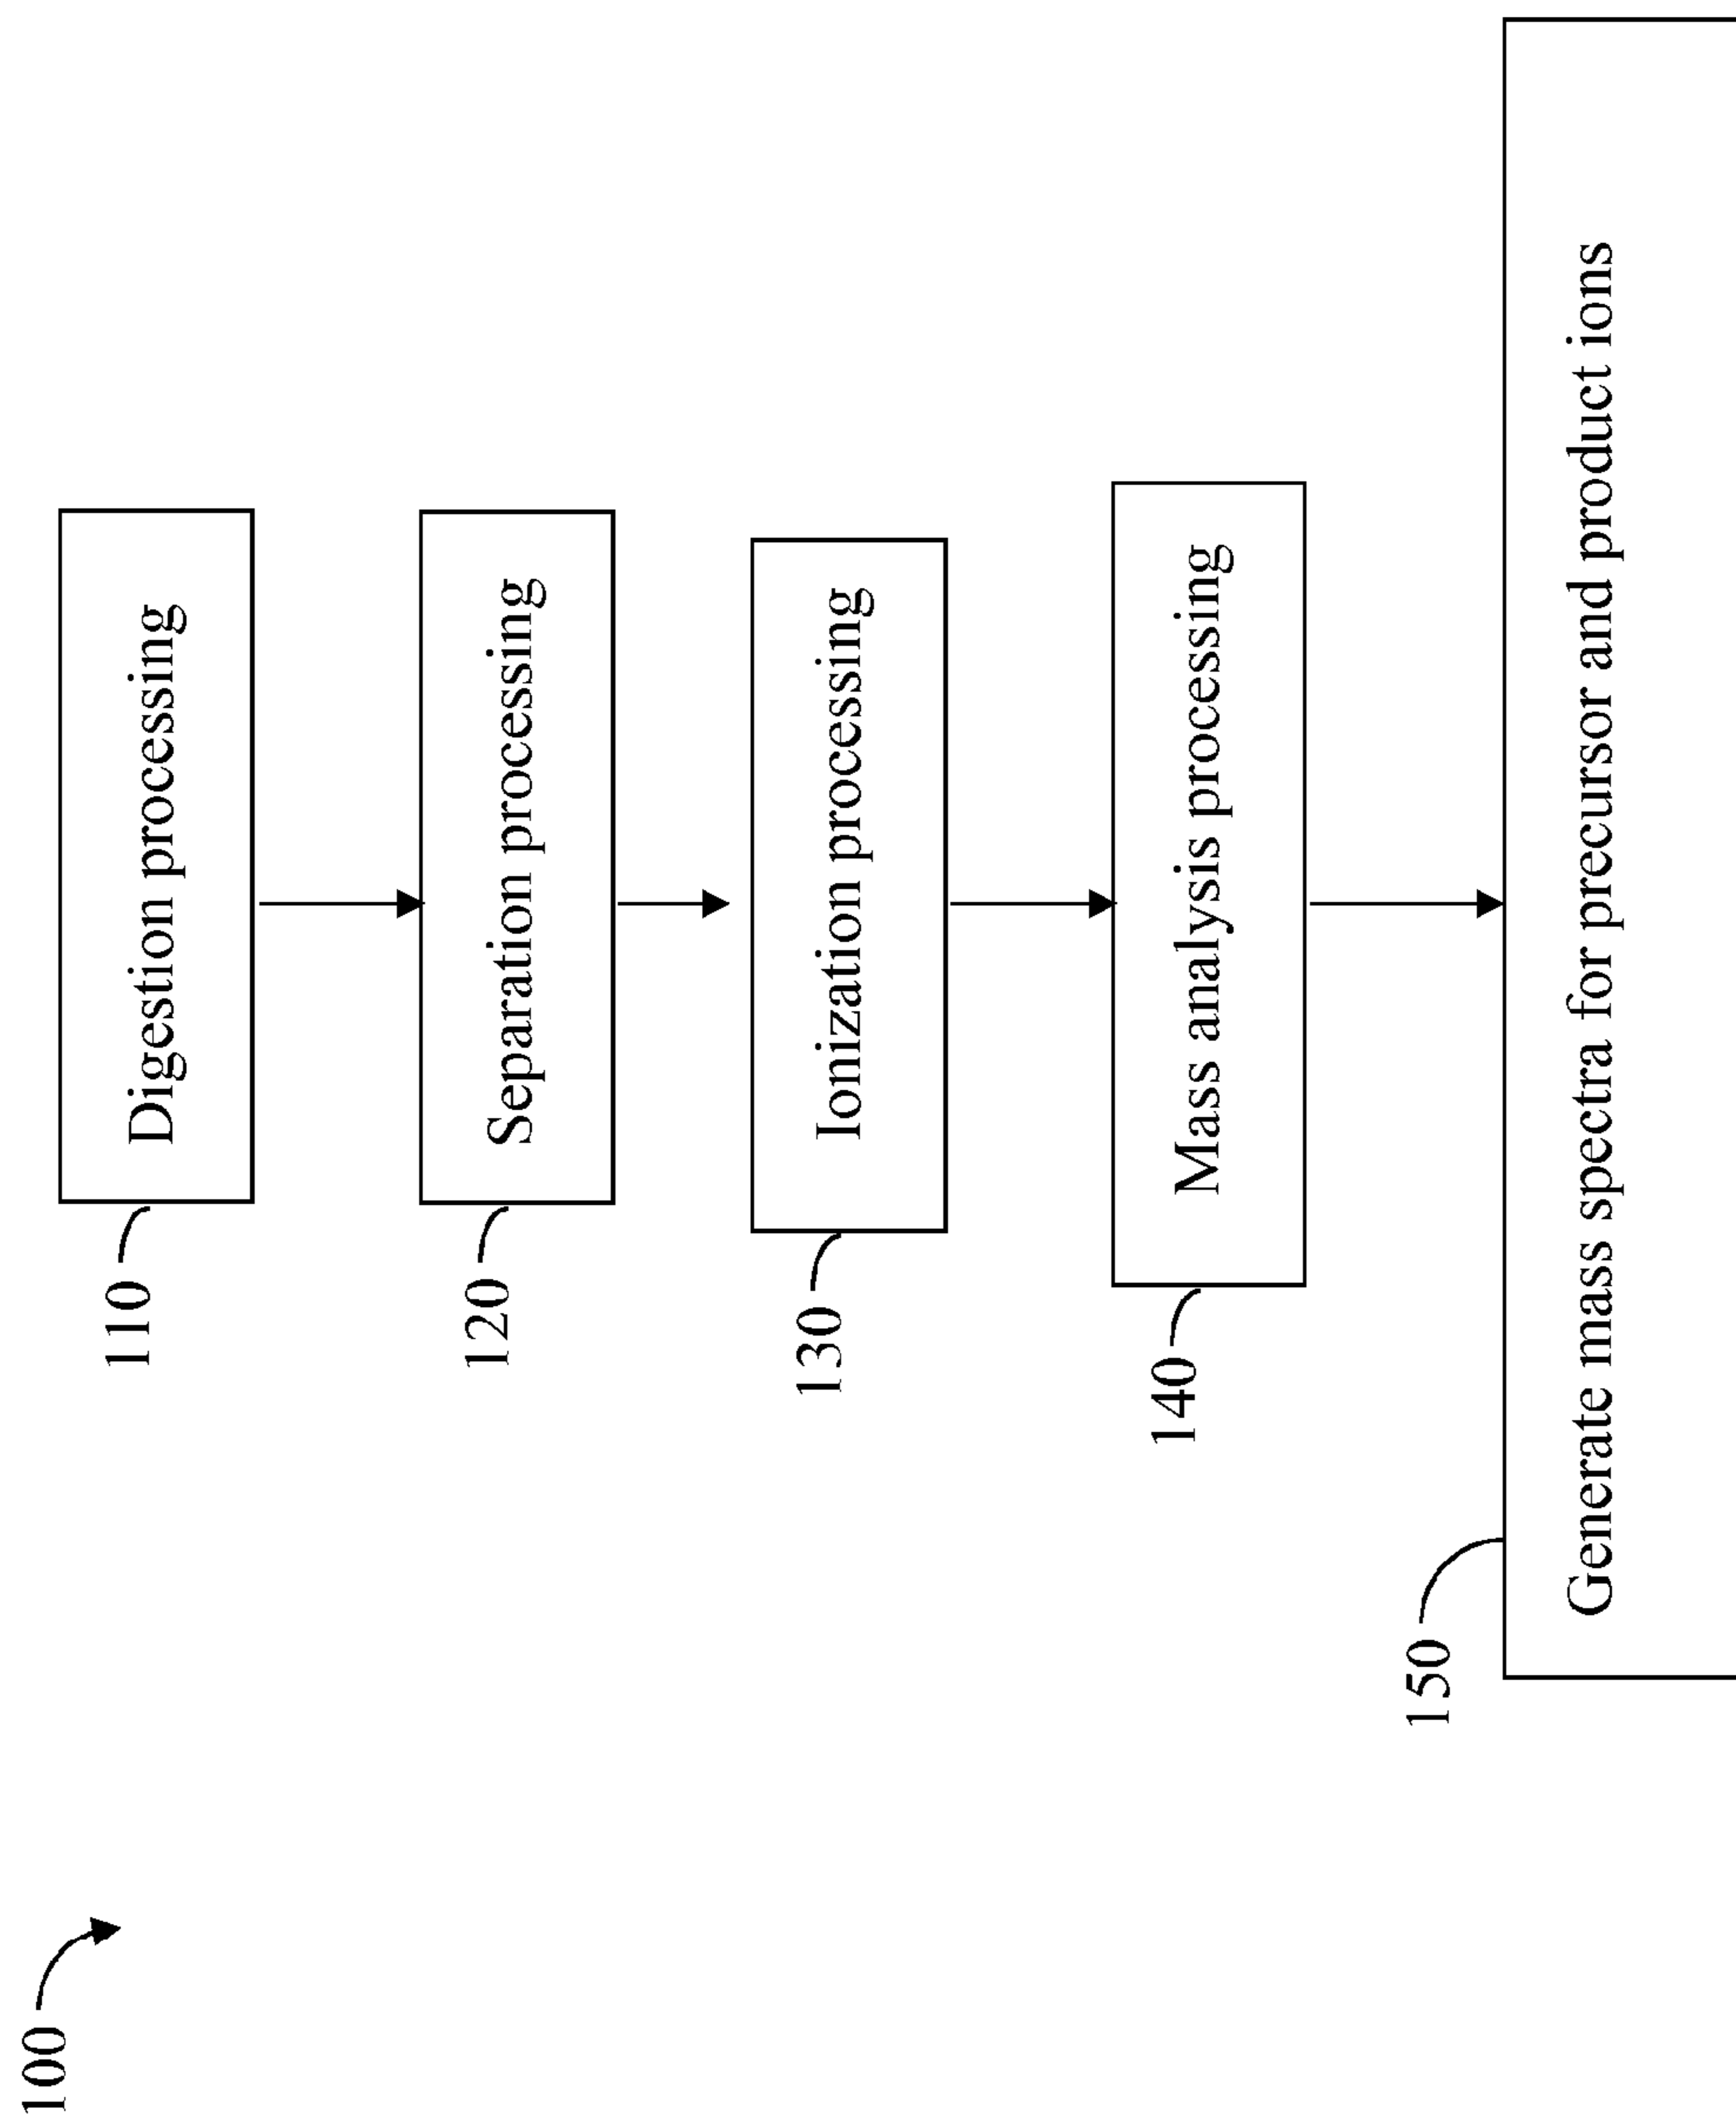 100
110
Digestion processing
120
Separation processing
130
Ionization processing
140
Mass analysis processing
150
Generate mass spectra for precursor and product ions